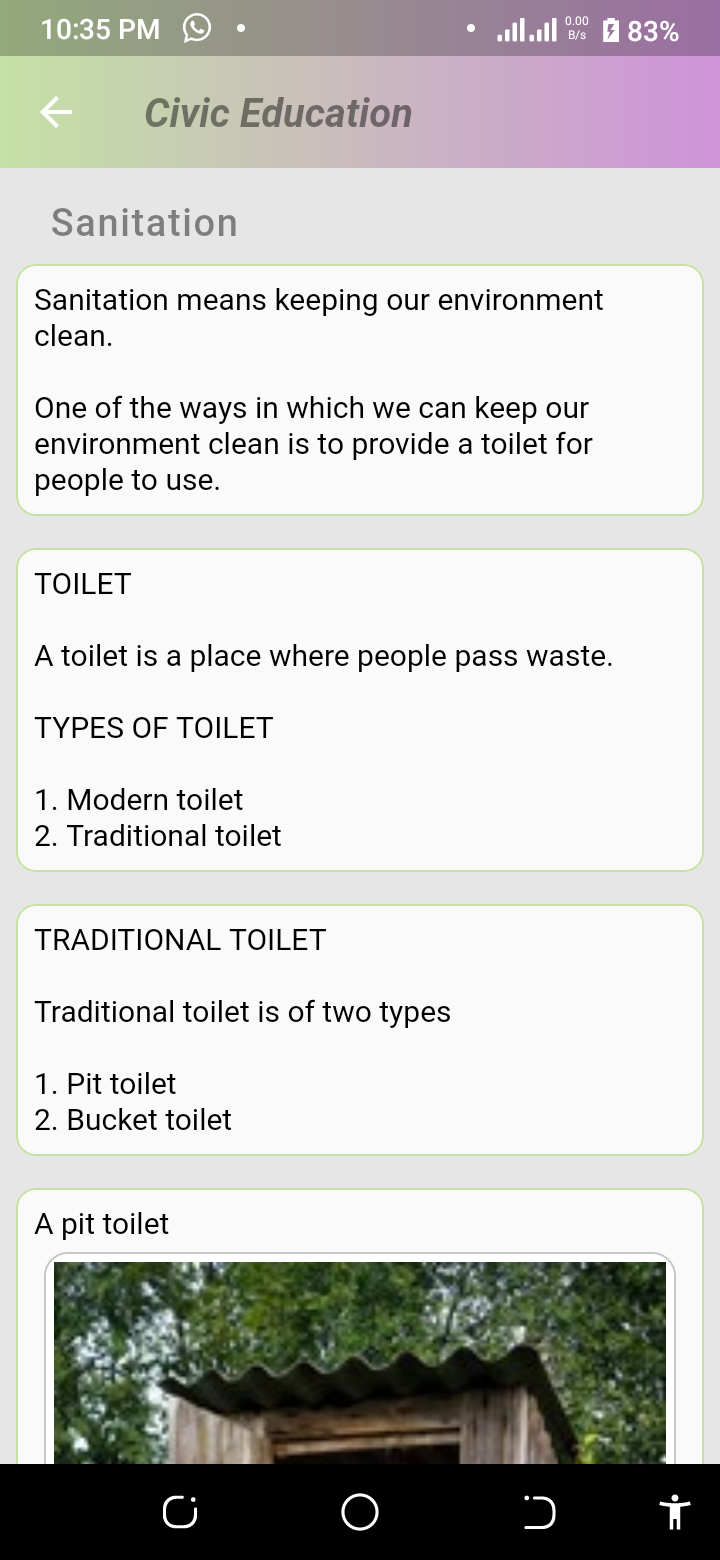 10:35 PM
0.00
B/s
83%
Civic Education
Sanitation
Sanitation means keeping our environment
clean.
One of the ways in which we can keep our
environment clean is to provide a toilet for
people to use.
TOILET
A toilet is a place where people pass waste.
TYPES OF TOILET
1. Modern toilet
2. Traditional toilet
TRADITIONAL TOILET
Traditional toilet is of two types
1. Pit toilet
2. Bucket toilet
A pit toilet